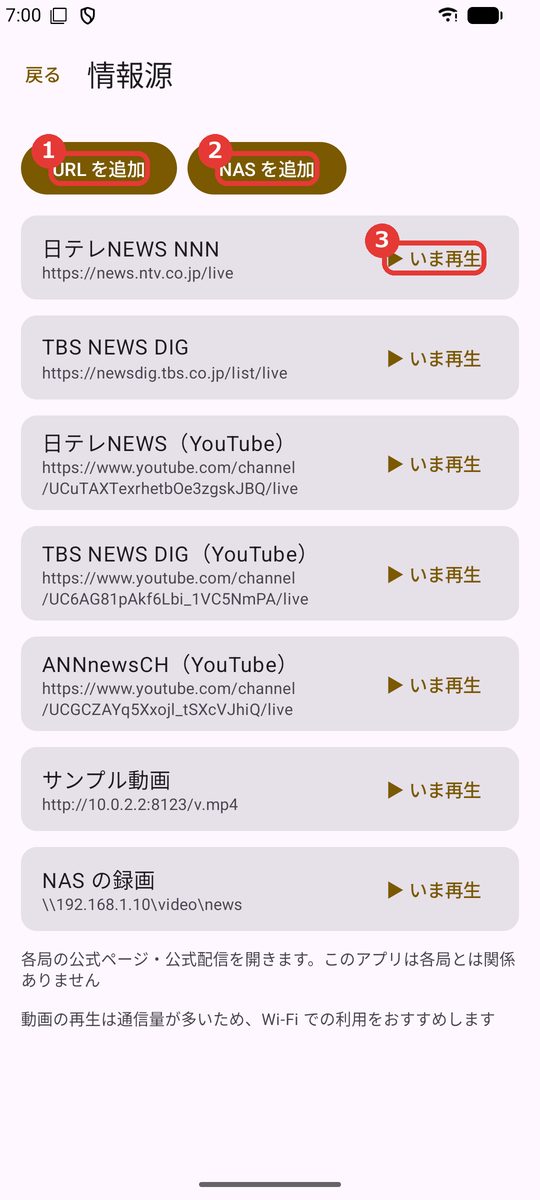 7:00
戻る 情報源
1 2
URL を追加 NAS を追加
3
日テレNEWS NNN
https://news.ntv.co.jp/live
▶ いま再生
TBS NEWS DIG
https://newsdig.tbs.co.jp/list/live
▶ いま再生
日テレNEWS（YouTube）
https://www.youtube.com/channel
/UCuTAXTexrhetbOe3zgskJBQ/live
▶ いま再生
TBS NEWS DIG（YouTube）
https://www.youtube.com/channel
/UC6AG81pAkf6Lbi_1VC5NmPA/live
▶ いま再生
ANNnewsCH（YouTube）
https://www.youtube.com/channel
/UCGCZAYq5Xxojl_tSXcVJhiQ/live
▶ いま再生
サンプル動画
http://10.0.2.2:8123/v.mp4
▶ いま再生
NAS の録画
\\192.168.1.10\video\news
▶ いま再生
各局の公式ページ・公式配信を開きます。このアプリは各局とは関係
ありません
動画の再生は通信量が多いため、Wi-Fi での利用をおすすめします